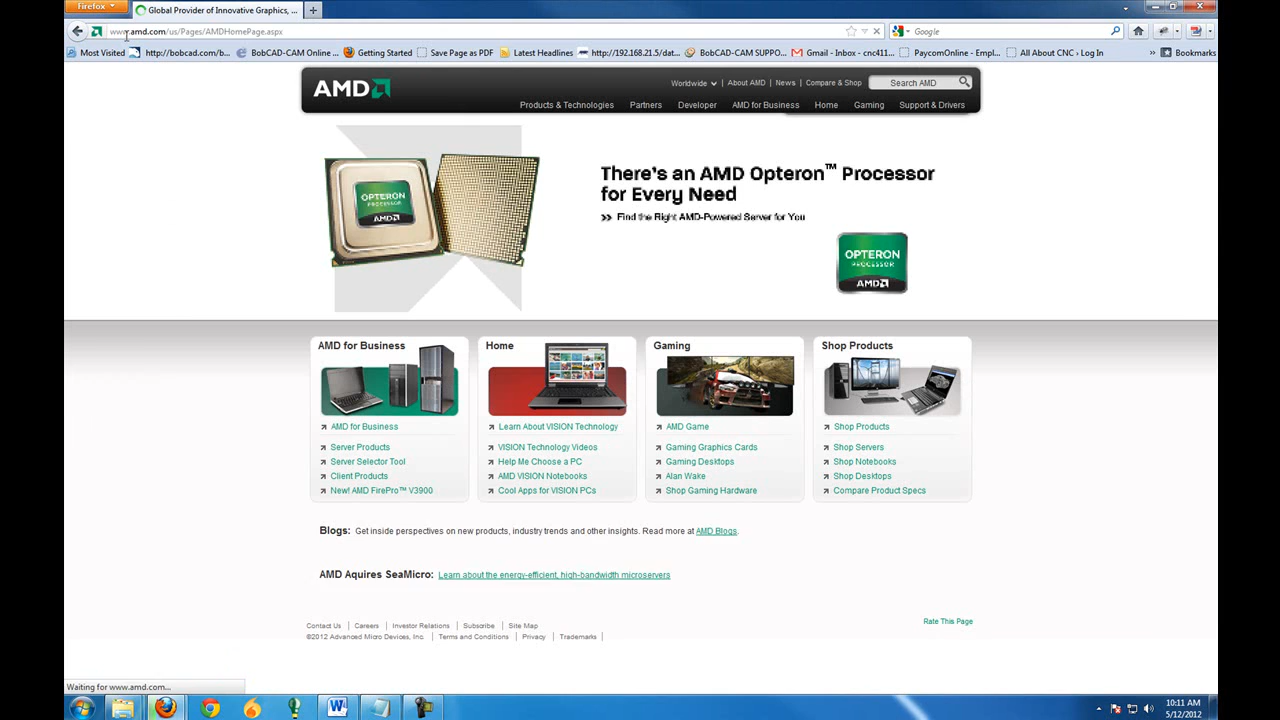 Firefox
Global Provider of Innovative Graphics, ...
www.amd.com/us/Pages/AMDHomePage.aspx
Google
Most Visited
http://bobcad.com/b...
BobCAD-CAM Online ...
Getting Started
Save Page as PDF
Latest Headlines
http://192.168.21.5/dat...
BobCAD-CAM SUPPO...
Gmail - Inbox - cnc411...
PaycomOnline - Empl...
All About CNC › Log In
Bookmarks
AMD
Worldwide
About AMD
News
Compare & Shop
Search AMD
Products & Technologies
Partners
Developer
AMD for Business
Home
Gaming
Support & Drivers
There's an AMD Opteron™ Processor
for Every Need
Find the Right AMD-Powered Server for You
OPTERON
PROCESSOR
AMD
OPTERON
PROCESSOR
AMD
AMD for Business
AMD for Business
Server Products
Server Selector Tool
Client Products
New! AMD FirePro™ V3900
Home
Learn About VISION Technology
VISION Technology Videos
Help Me Choose a PC
AMD VISION Notebooks
Cool Apps for VISION PCs
Gaming
AMD Game
Gaming Graphics Cards
Gaming Desktops
Alan Wake
Shop Gaming Hardware
Shop Products
Shop Products
Shop Servers
Shop Notebooks
Shop Desktops
Compare Product Specs
Blogs: Get inside perspectives on new products, industry trends and other insights. Read more at AMD Blogs.
AMD Aquires SeaMicro: Learn about the energy-efficient, high-bandwidth microservers
Contact Us | Careers | Investor Relations | Subscribe | Site Map
©2012 Advanced Micro Devices, Inc. | Terms and Conditions | Privacy | Trademarks |
Rate This Page
Waiting for www.amd.com...
10:11 AM
5/12/2012